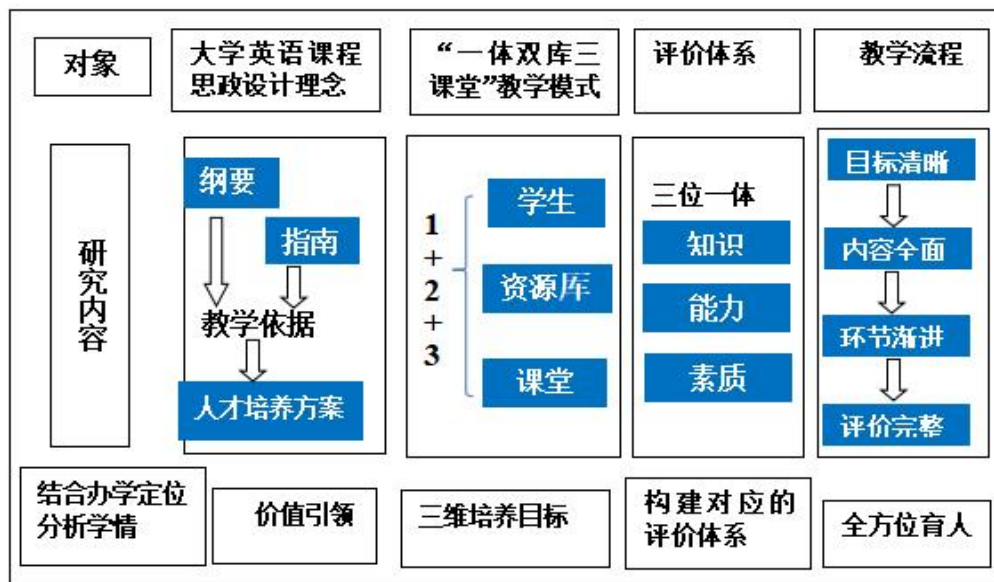 对象
大学英语课程
思政设计理念
“一体双库三
课堂”教学模式
评价体系
教学流程
研究内容
纲要
指南
教学依据
人才培养方案
1+2+3
学生
资源库
课堂
三位一体
知识
能力
素质
目标清晰
内容全面
环节渐进
评价完整
结合办学定位
分析学情
价值引领
三维培养目标
构建对应的
评价体系
全方位育人